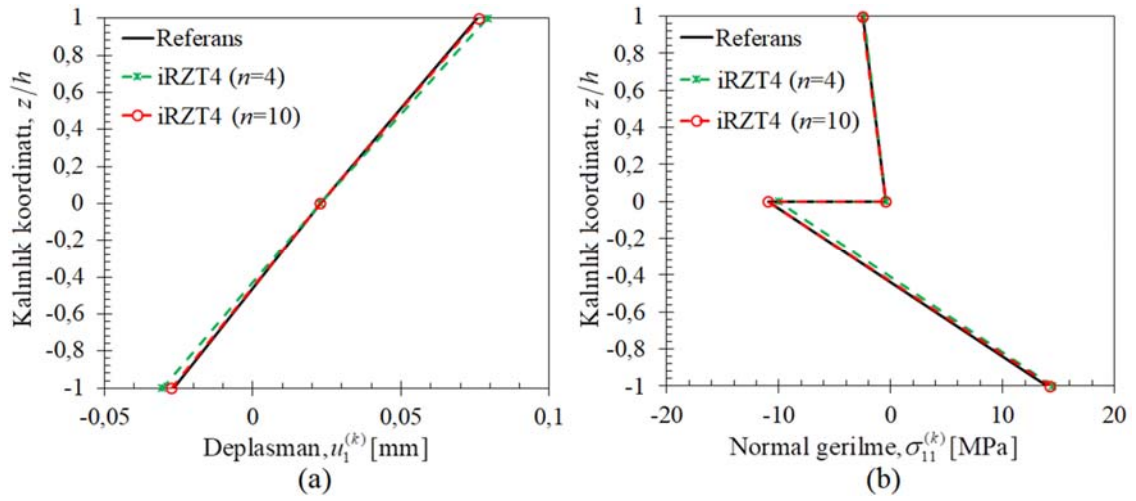 1
0,8
0,6
0,4
0,2
0
-0,2
-0,4
-0,6
-0,8
-1
Kalınlık koordinatı, z/h
Referans
iRZT4 (n=4)
iRZT4 (n=10)
-0,05
0
0,05
0,1
Deplasman, u₁⁽ᵏ⁾ [mm]
(a)
1
0,8
0,6
0,4
0,2
0
-0,2
-0,4
-0,6
-0,8
-1
Kalınlık koordinatı, z/h
Referans
iRZT4 (n=4)
iRZT4 (n=10)
-20
-10
0
10
20
Normal gerilme, σ₁₁⁽ᵏ⁾ [MPa]
(b)